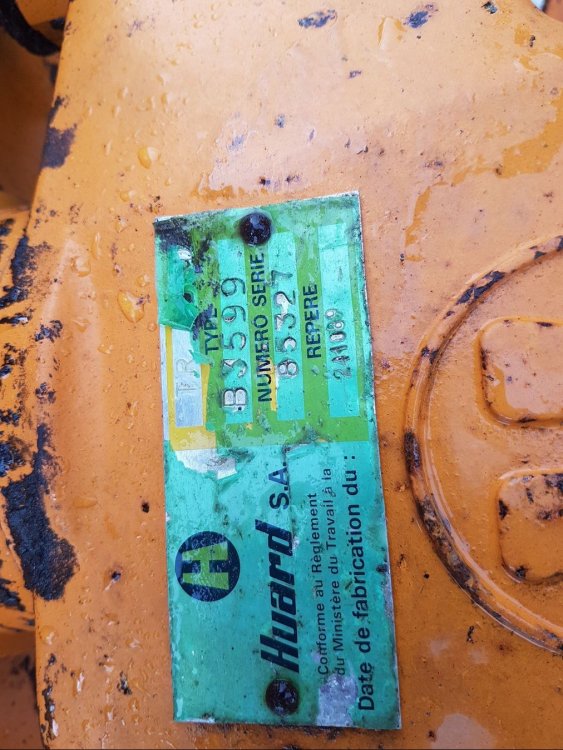 Huard S.A.
Conforme au Règlement
du Ministère du Travail à la
Date de fabrication du :
TYPE
B3599
NUMERO SERIE
85327
REPERE